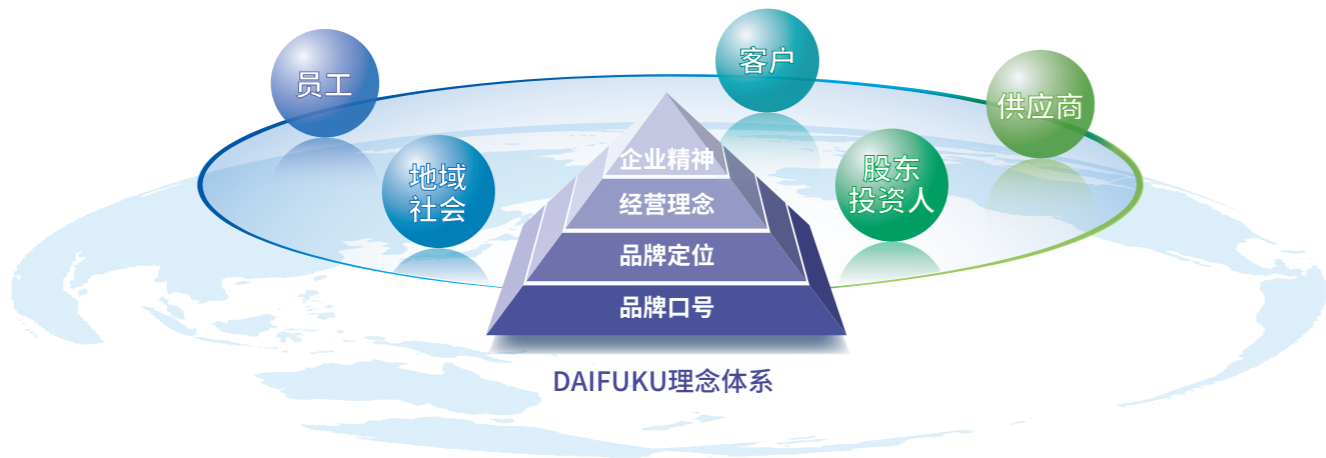 员工
客户
供应商
地域
社会
股东
投资人
企业精神
经营理念
品牌定位
品牌口号
DAIFUKU理念体系